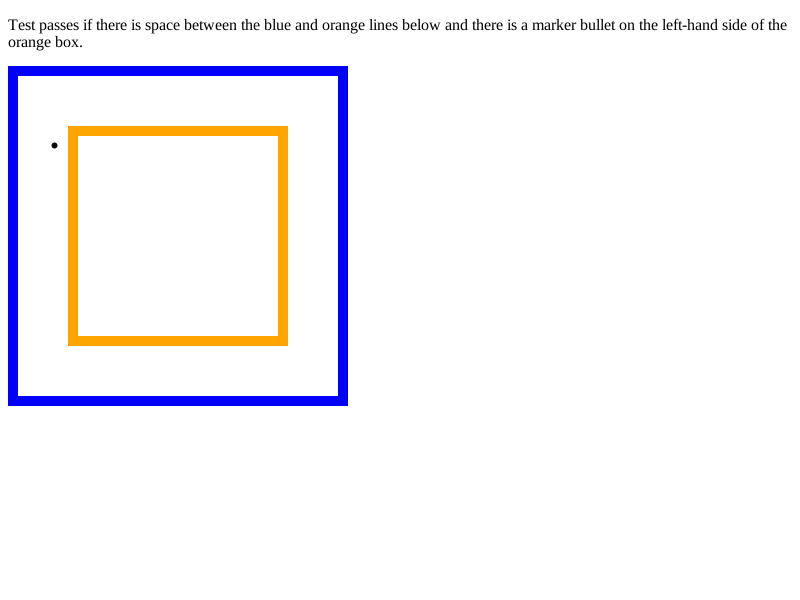 Test passes if there is space between the blue and orange lines below and there is a marker bullet on the left-hand side of the
orange box.